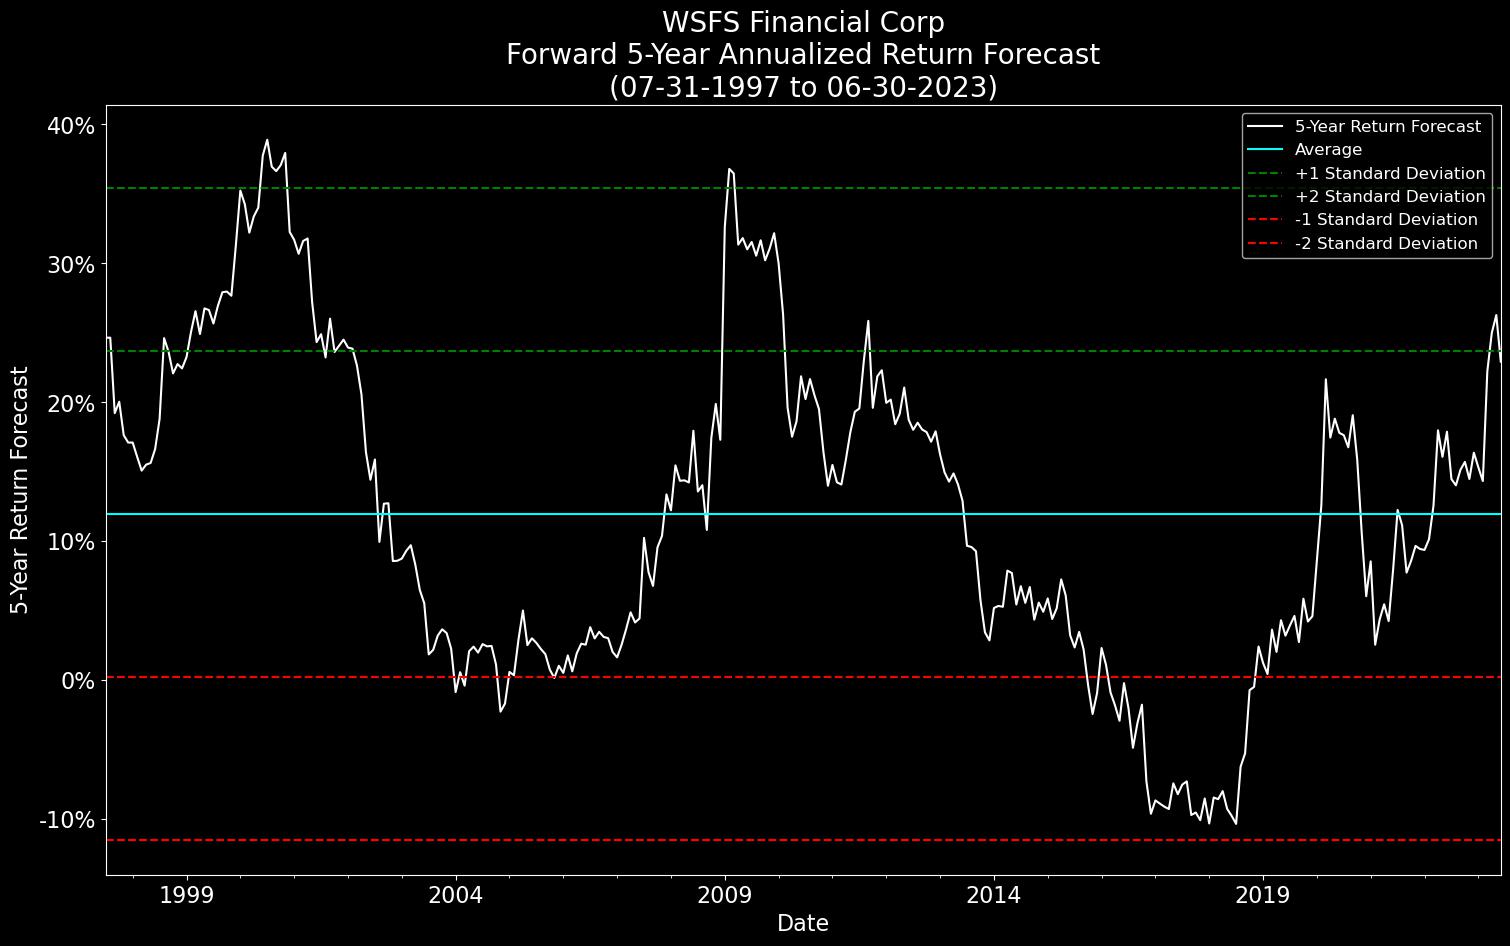 WSFS Financial Corp
Forward 5-Year Annualized Return Forecast
(07-31-1997 to 06-30-2023)
5-Year Return Forecast
Average
+1 Standard Deviation
+2 Standard Deviation
-1 Standard Deviation
-2 Standard Deviation
5-Year Return Forecast
40%
30%
20%
10%
0%
-10%
1999 2004 2009 2014 2019
Date